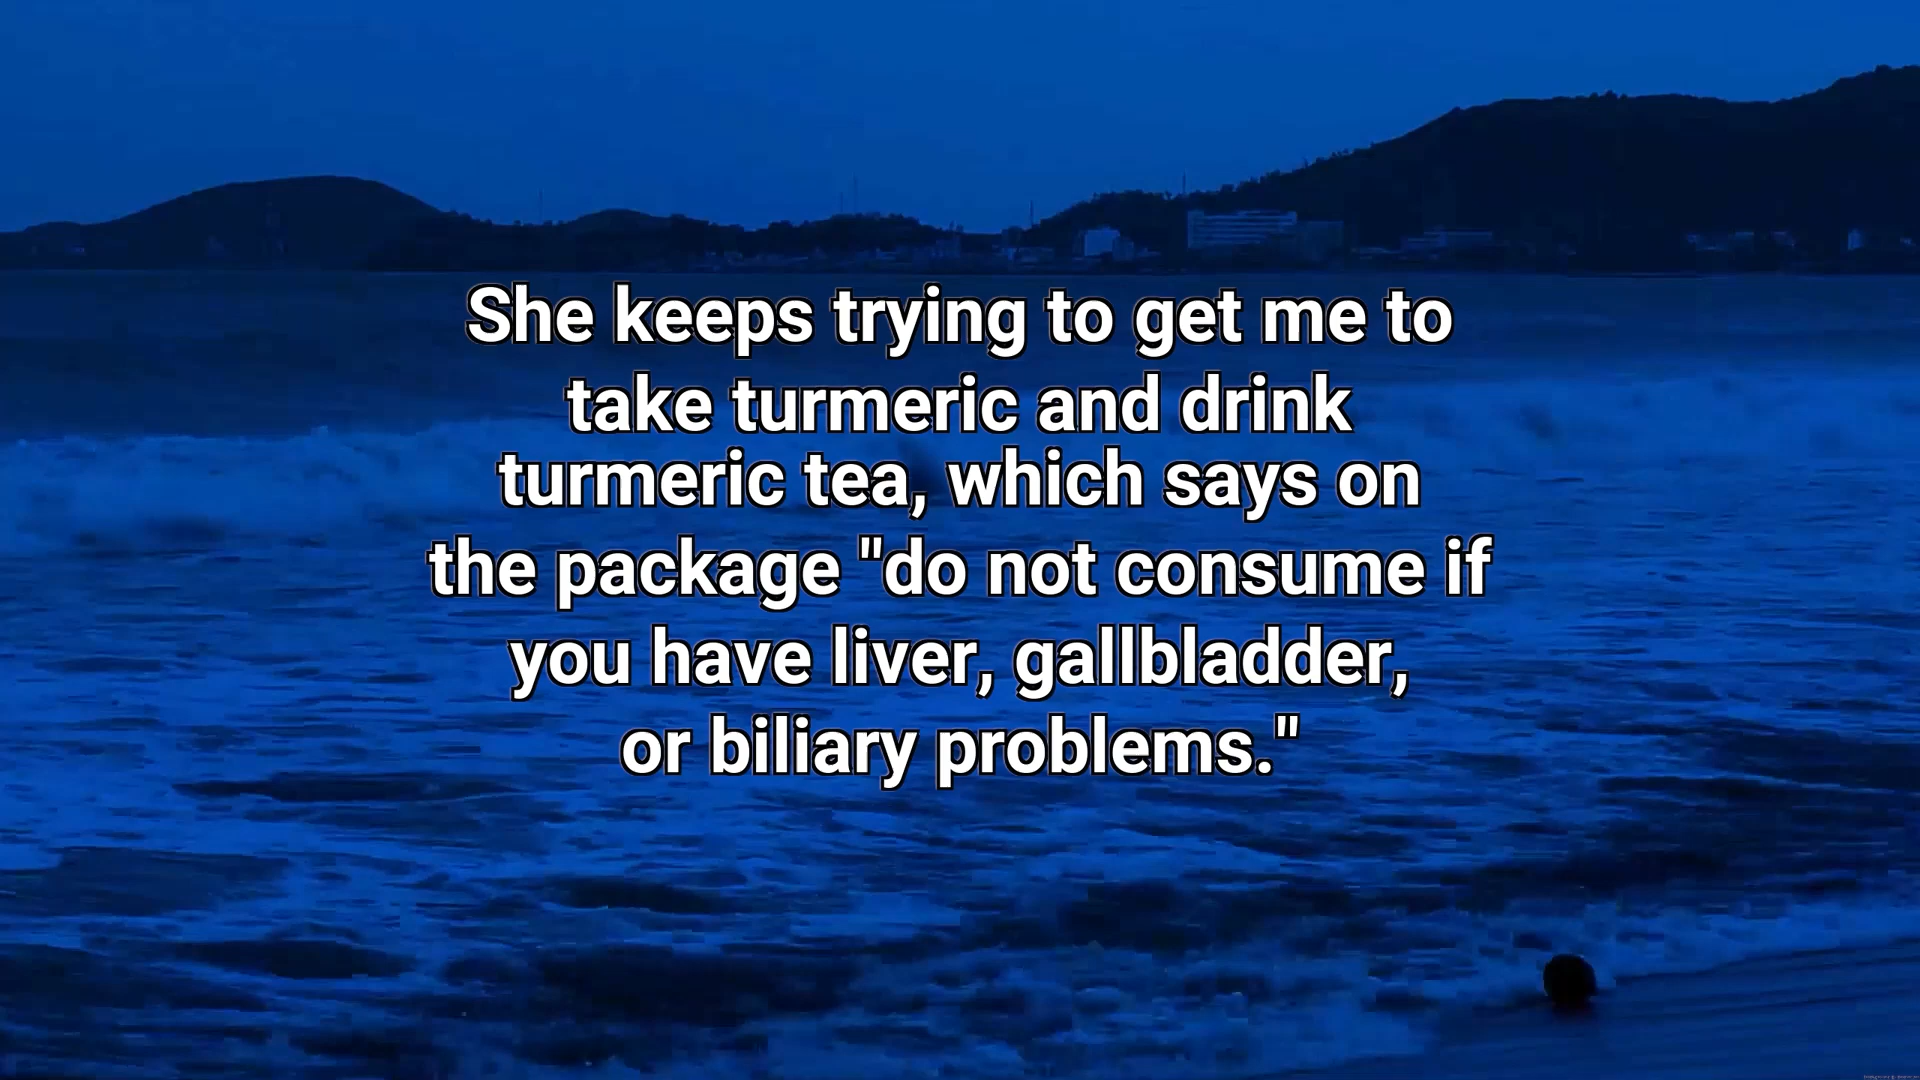 She keeps trying to get me to
take turmeric and drink
turmeric tea, which says on
the package "do not consume if
you have liver, gallbladder,
or biliary problems."